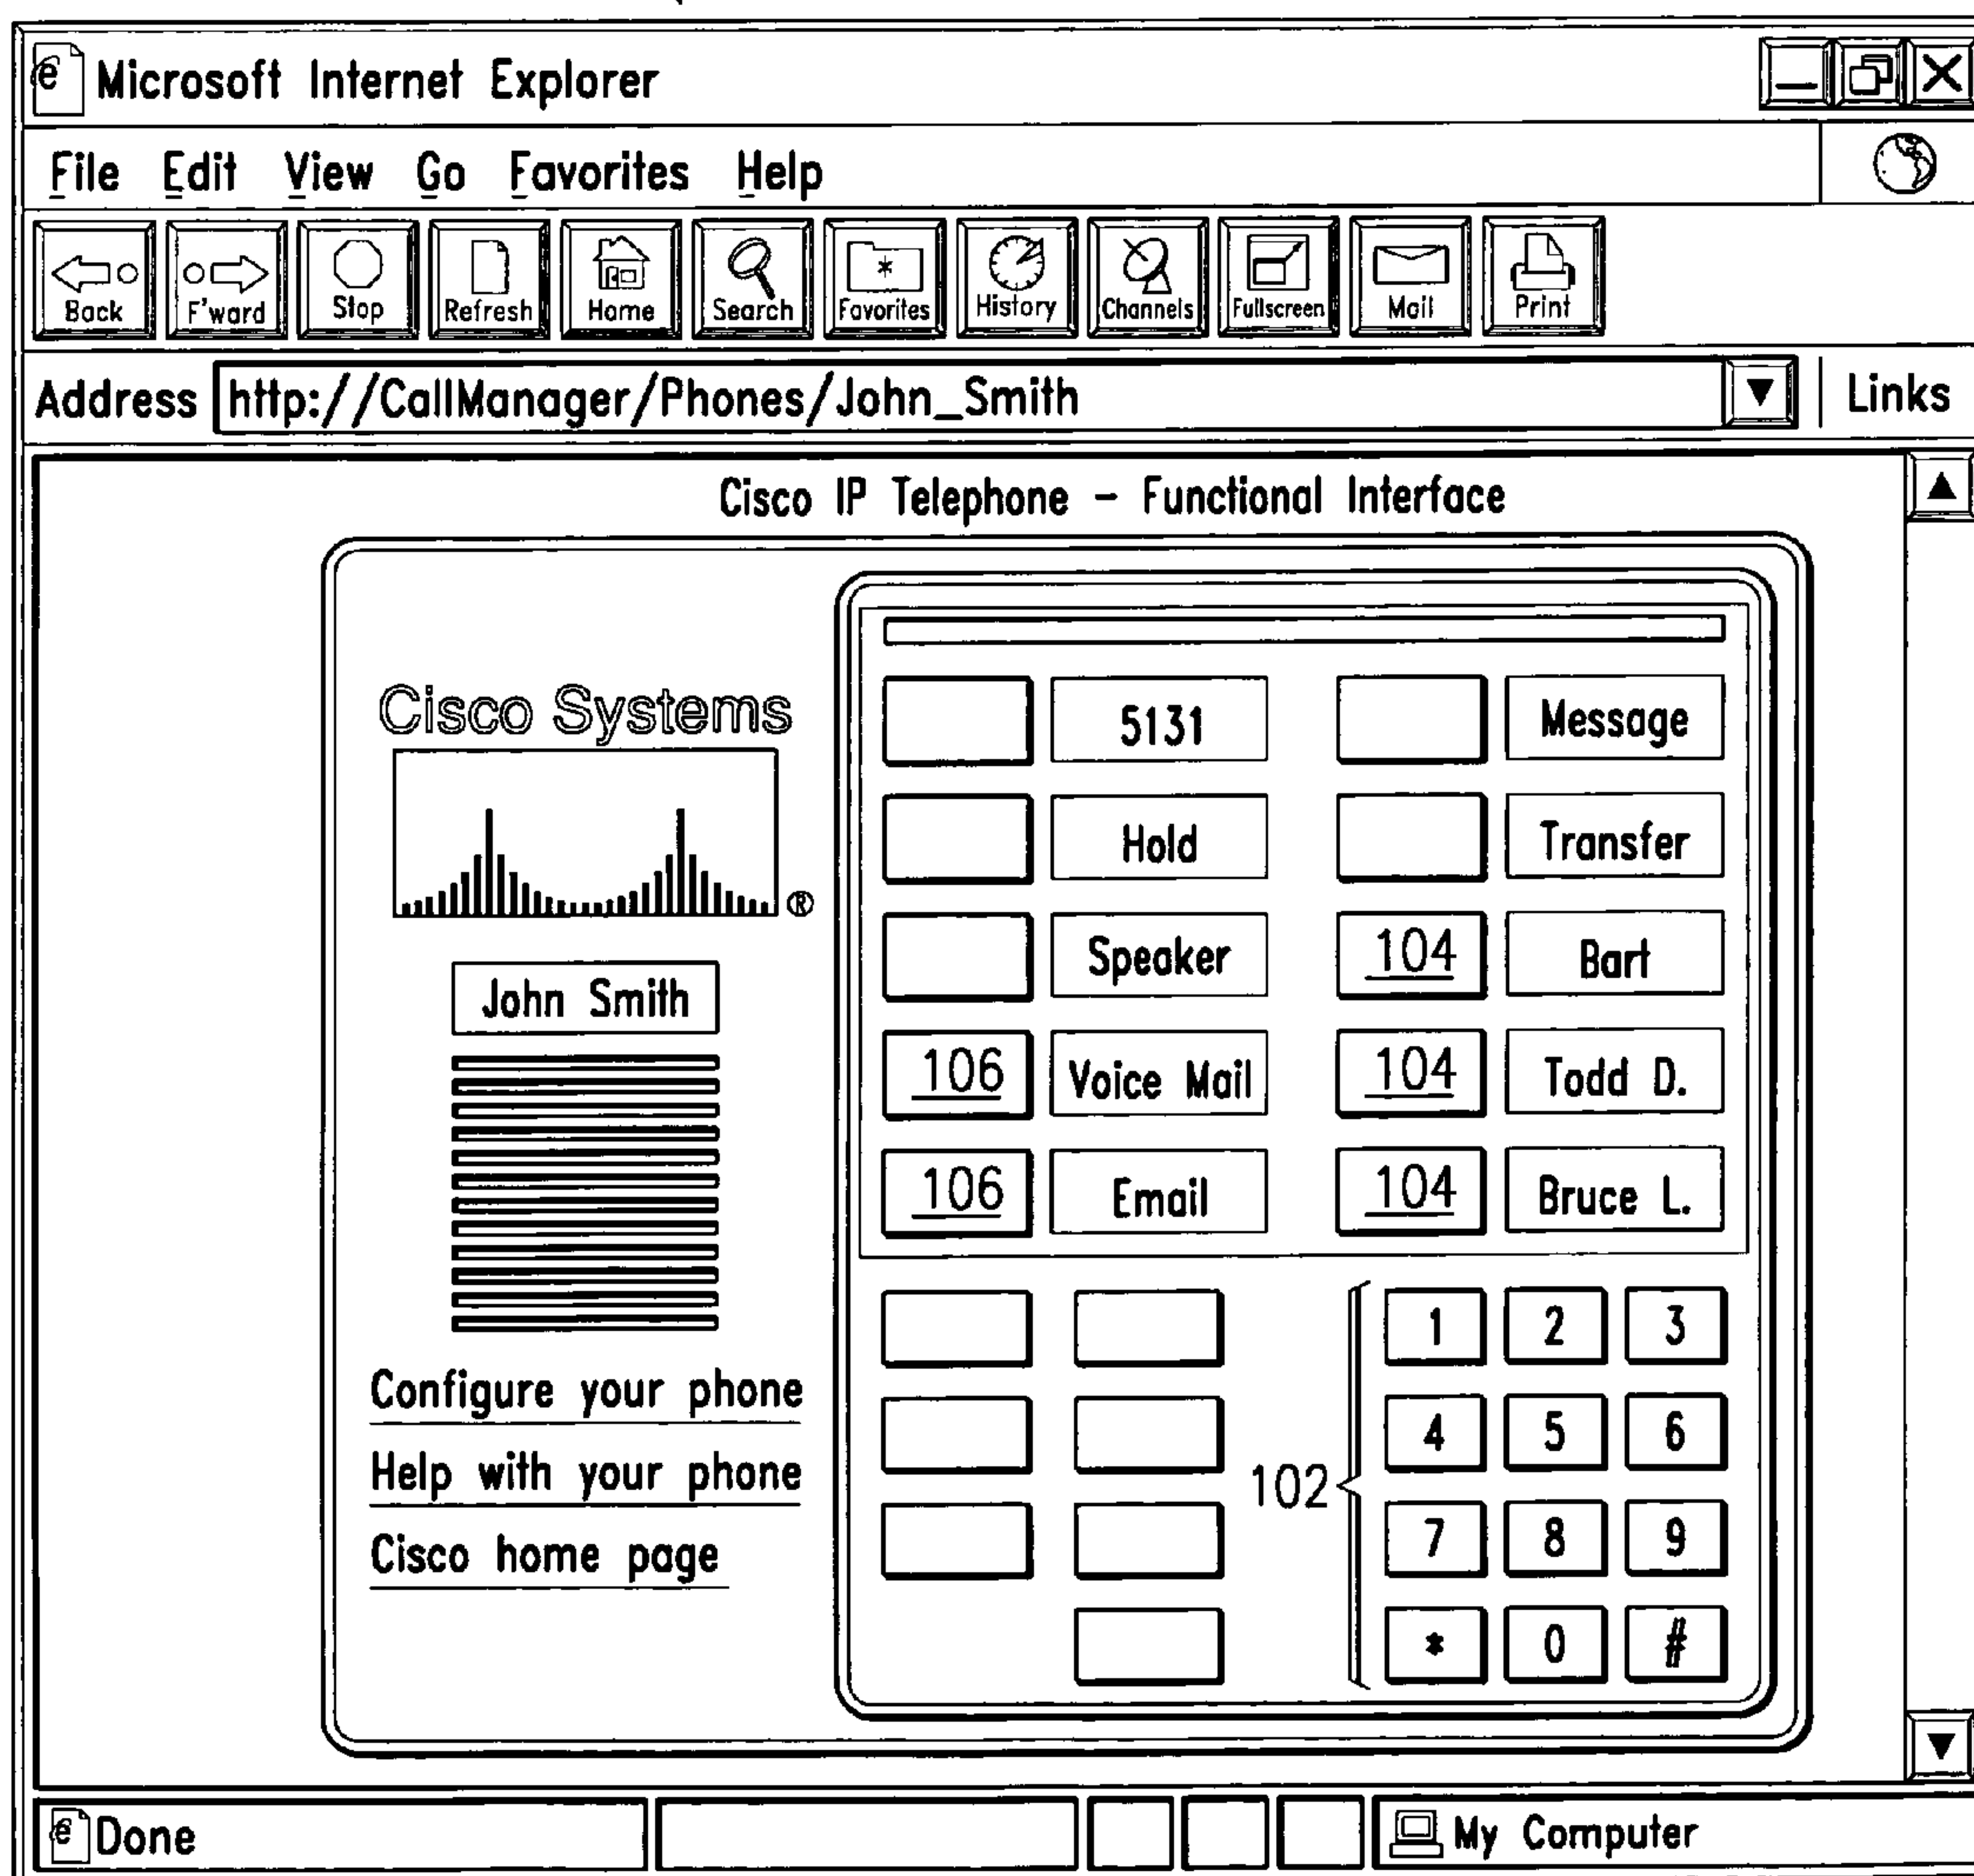 Microsoft Internet Explorer
File Edit View Go Favorites Help
Back F'ward Stop Refresh Home Search Favorites History Channels Fullscreen Mail Print
Address http://CallManager/Phones/John_Smith Links
Cisco IP Telephone – Functional Interface
Cisco Systems
®
John Smith
Configure your phone
Help with your phone
Cisco home page
5131 Message
Hold Transfer
Speaker 104 Bart
106 Voice Mail 104 Todd D.
106 Email 104 Bruce L.
102
1 2 3
4 5 6
7 8 9
* 0 #
Done My Computer